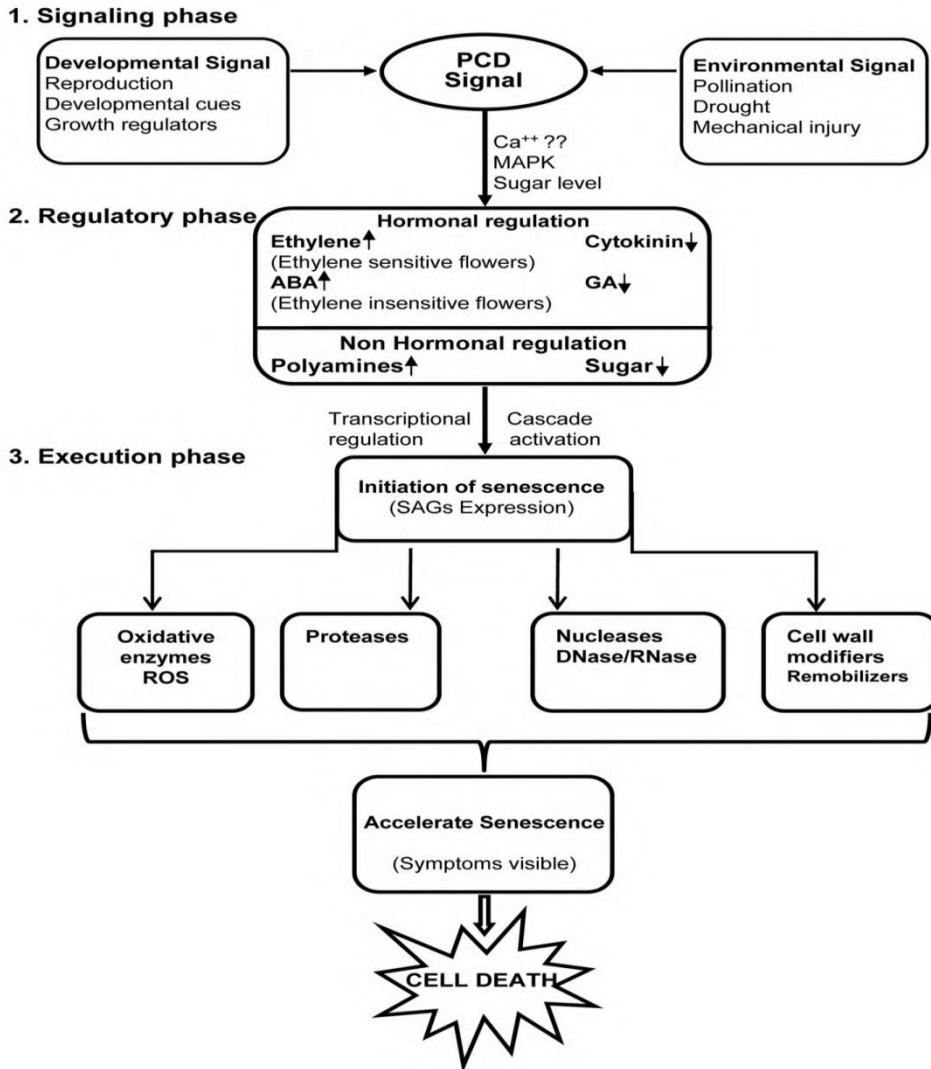 1. Signaling phase
Developmental Signal
Reproduction
Developmental cues
Growth regulators
PCD
Signal
Environmental Signal
Pollination
Drought
Mechanical injury
Ca⁺⁺ ??
MAPK
Sugar level
2. Regulatory phase
Hormonal regulation
Ethylene↑ Cytokinin↓
(Ethylene sensitive flowers)
ABA↑ GA↓
(Ethylene insensitive flowers)
Non Hormonal regulation
Polyamines↑ Sugar↓
Transcriptional
regulation
Cascade
activation
3. Execution phase
Initiation of senescence
(SAGs Expression)
Oxidative
enzymes
ROS
Proteases
Nucleases
DNase/RNase
Cell wall
modifiers
Remobilizers
Accelerate Senescence
(Symptoms visible)
CELL DEATH